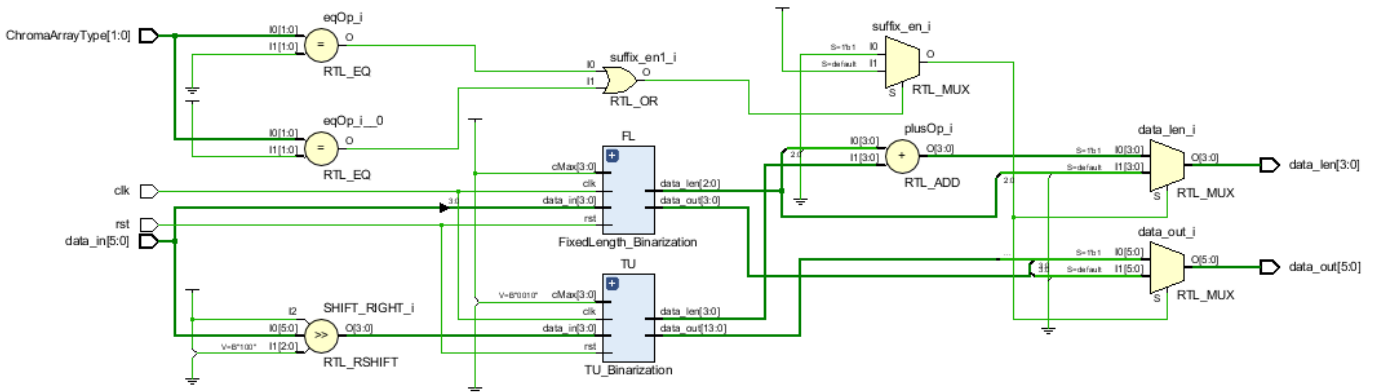 ChromaArrayType[1:0]
eqOp_i
I0[1:0]
I1[1:0]
=
O
RTL_EQ
eqOp_i__0
I0[1:0]
I1[1:0]
=
O
RTL_EQ
suffix_en1_i
I0
I1
O
RTL_OR
suffix_en_i
S=1'b1
I0
S=default
I1
O
S
RTL_MUX
clk
rst
data_in[5:0]
3:0
FL
cMax[3:0]
clk
data_in[3:0]
rst
data_len[2:0]
data_out[3:0]
FixedLength_Binarization
TU
V=B"0010"
cMax[3:0]
clk
data_in[3:0]
rst
data_len[3:0]
data_out[13:0]
TU_Binarization
SHIFT_RIGHT_i
I2
I0[5:0]
V=B"100"
I1[2:0]
>>
O[3:0]
RTL_RSHIFT
plusOp_i
2:0
I0[3:0]
I1[3:0]
+
O[3:0]
RTL_ADD
data_len_i
S=1'b1
I0[3:0]
S=default
I1[3:0]
2:0
O[3:0]
S
RTL_MUX
data_len[3:0]
data_out_i
S=1'b1
I0[5:0]
S=default
I1[5:0]
O[5:0]
S
RTL_MUX
data_out[5:0]